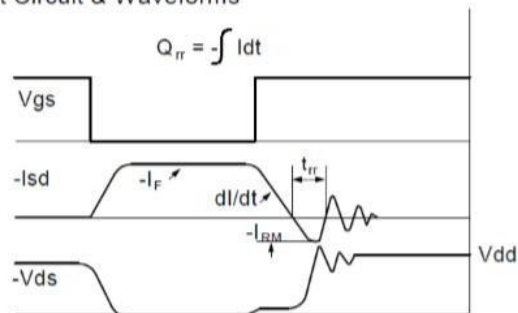 t Circuit & Waveforms
Qrr = -∫ Idt
Vgs
-Isd
-IF
trr
dI/dt
-IRM
Vdd
-Vds